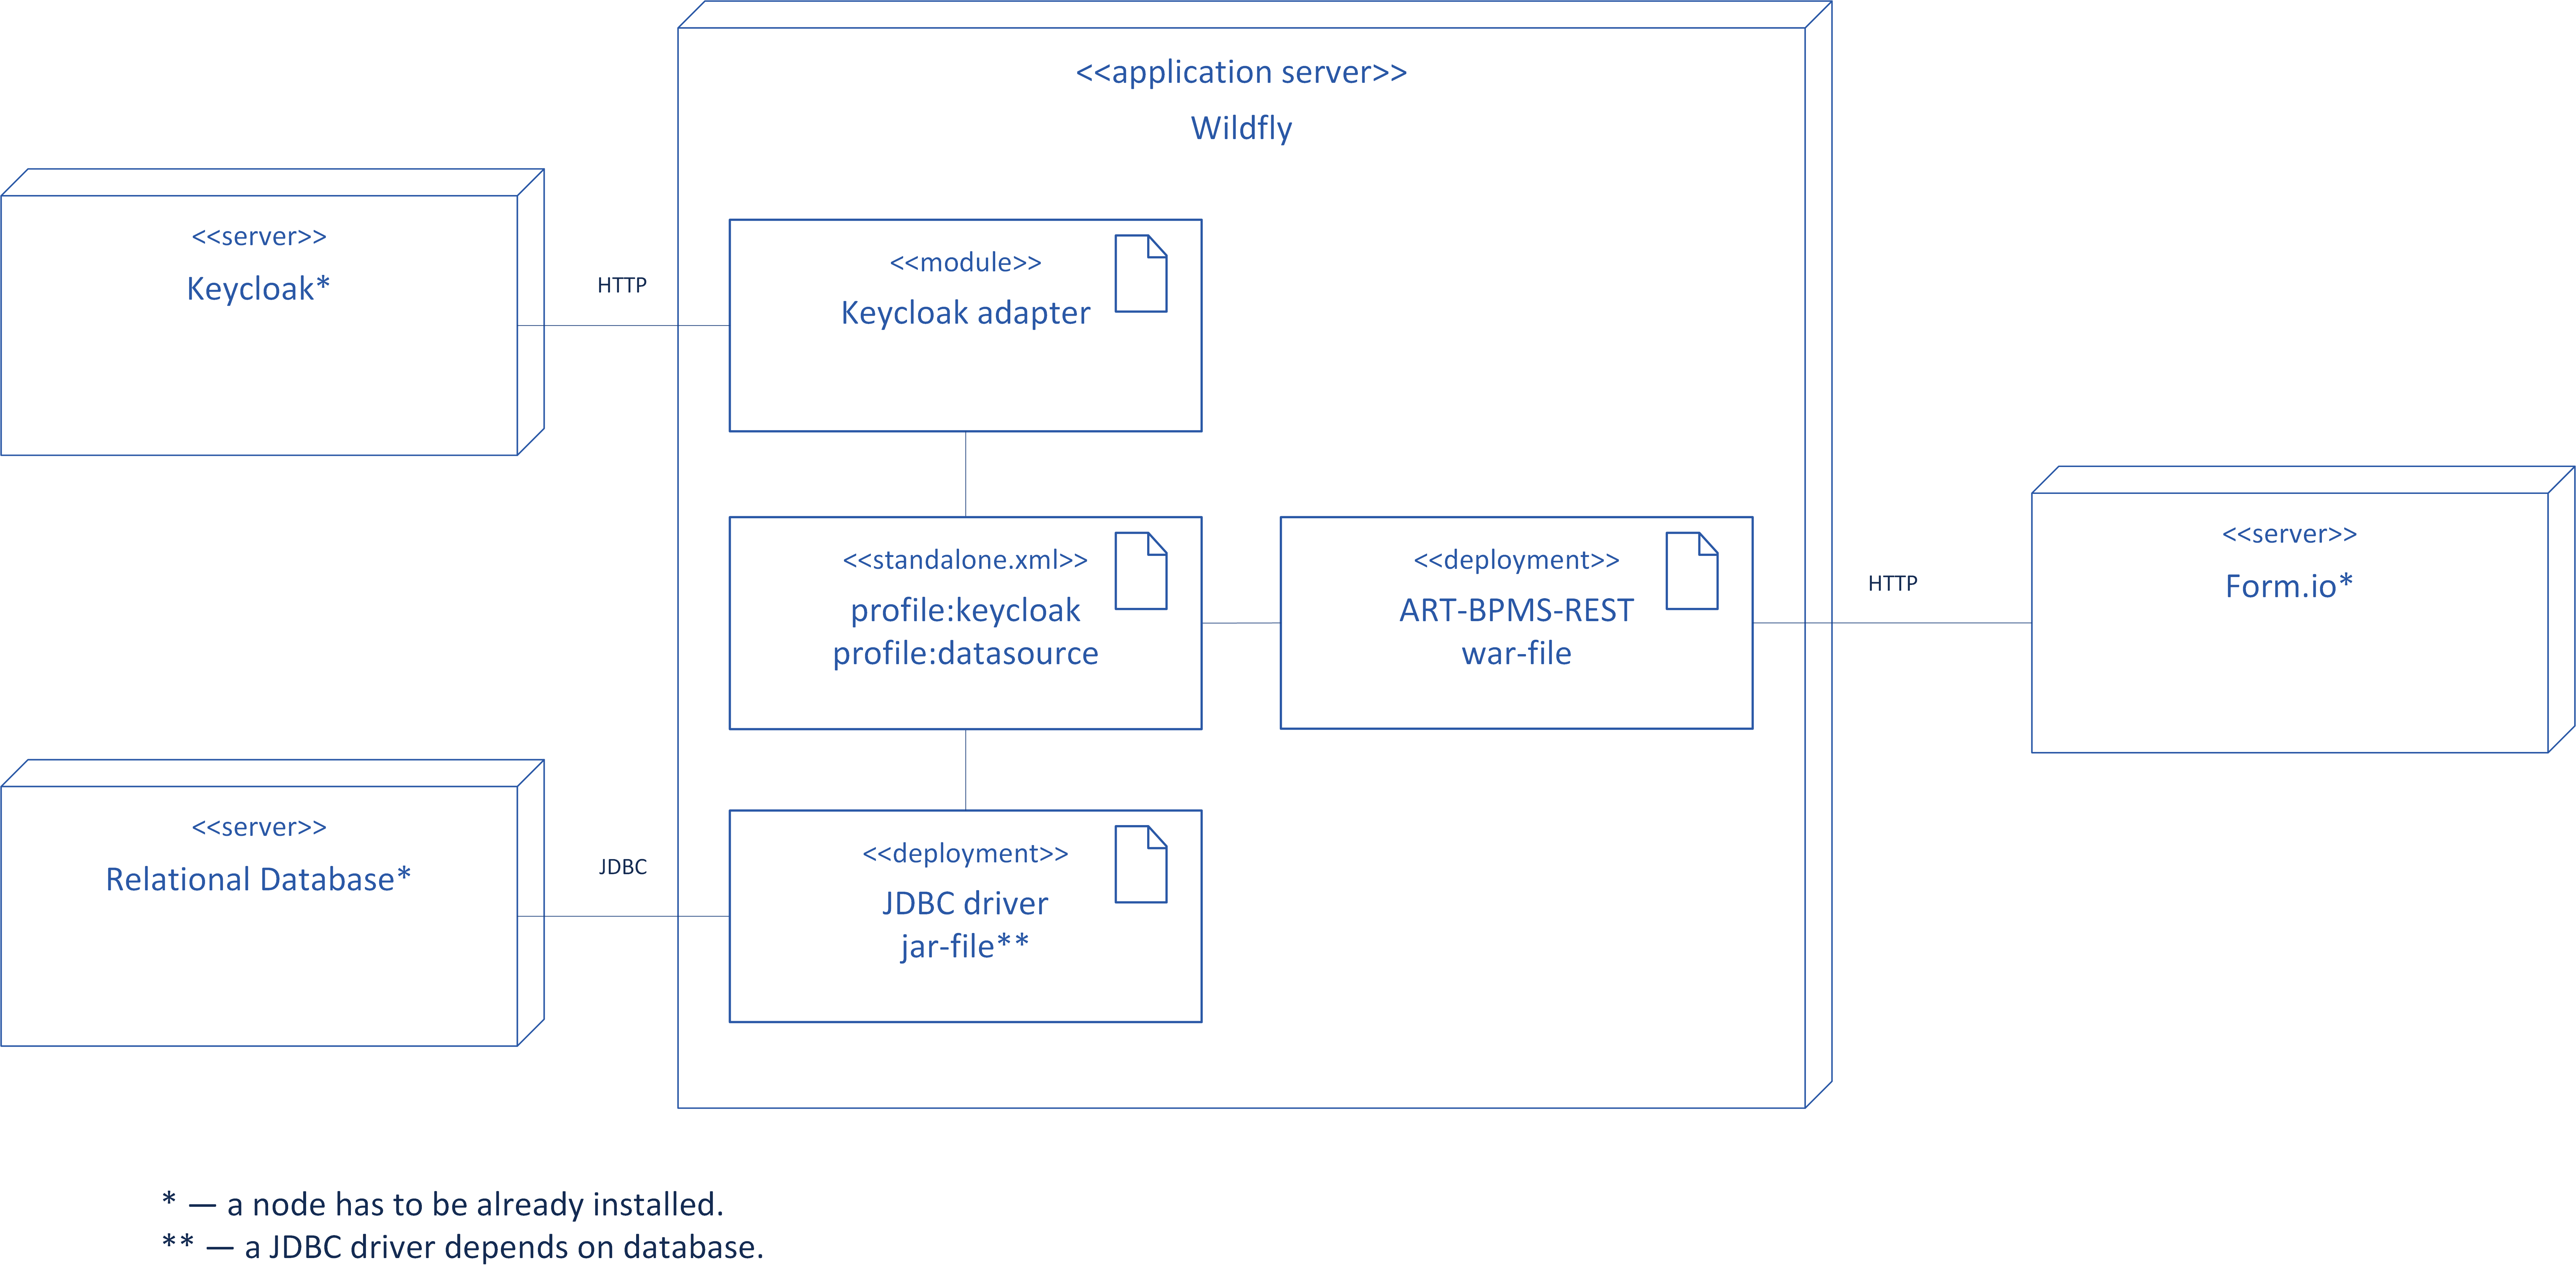 <<application server>>
Wildfly
<<server>>
Keycloak*
HTTP
<<module>>
Keycloak adapter
<<standalone.xml>>
profile:keycloak
profile:datasource
<<deployment>>
ART-BPMS-REST
war-file
HTTP
<<server>>
Form.io*
<<server>>
Relational Database*
JDBC
<<deployment>>
JDBC driver
jar-file**
* — a node has to be already installed.
** — a JDBC driver depends on database.